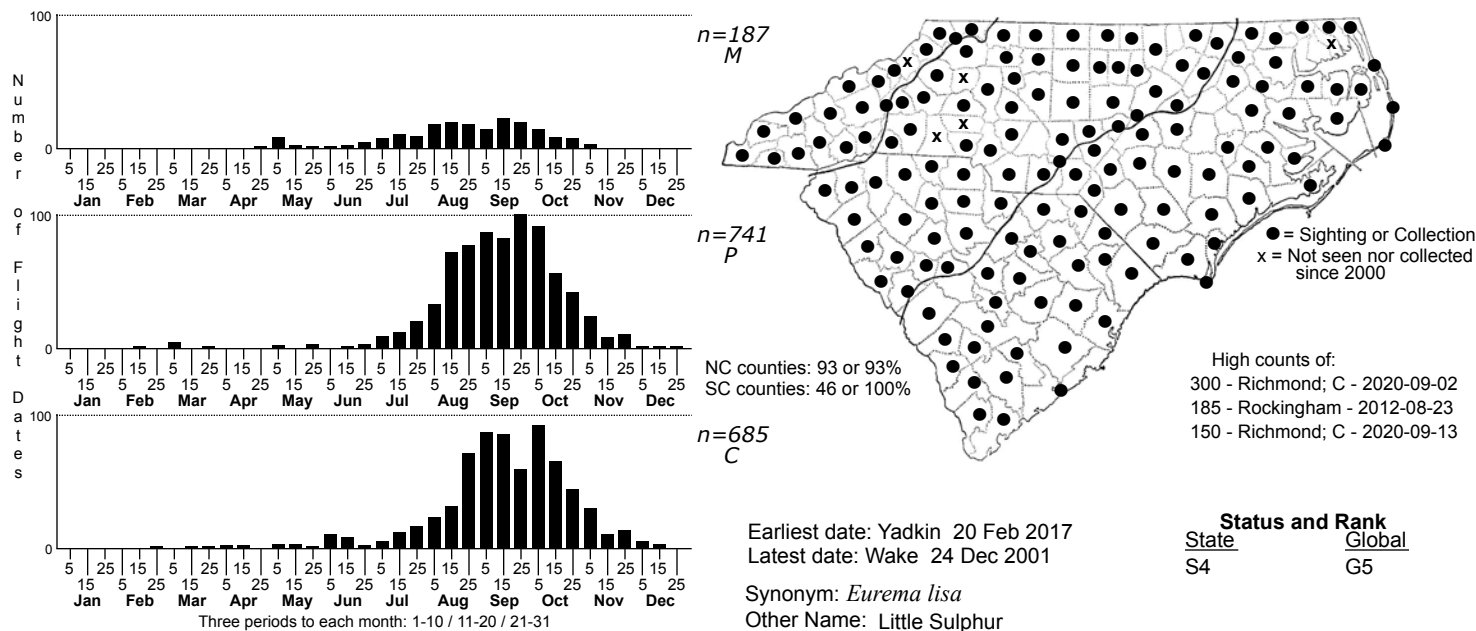 Number of Flight Dates
100
n=187
M
0
5 25 15 5 25 15 5 25 15 5 25 15 5 25 15 5 25 15
15 5 25 15 5 25 15 5 25 15 5 25 15 5 25 15 5 25
Jan Feb Mar Apr May Jun Jul Aug Sep Oct Nov Dec
100
n=741
P
0
5 25 15 5 25 15 5 25 15 5 25 15 5 25 15 5 25 15
15 5 25 15 5 25 15 5 25 15 5 25 15 5 25 15 5 25
Jan Feb Mar Apr May Jun Jul Aug Sep Oct Nov Dec
100
n=685
C
0
5 25 15 5 25 15 5 25 15 5 25 15 5 25 15 5 25 15
15 5 25 15 5 25 15 5 25 15 5 25 15 5 25 15 5 25
Jan Feb Mar Apr May Jun Jul Aug Sep Oct Nov Dec
Three periods to each month: 1-10 / 11-20 / 21-31
x
x
x
x
x
● = Sighting or Collection
x = Not seen nor collected
since 2000
NC counties: 93 or 93%
SC counties: 46 or 100%
High counts of:
300 - Richmond; C - 2020-09-02
185 - Rockingham - 2012-08-23
150 - Richmond; C - 2020-09-13
Earliest date: Yadkin 20 Feb 2017
Latest date: Wake 24 Dec 2001
Synonym: Eurema lisa
Other Name: Little Sulphur
Status and Rank
State Global
S4 G5